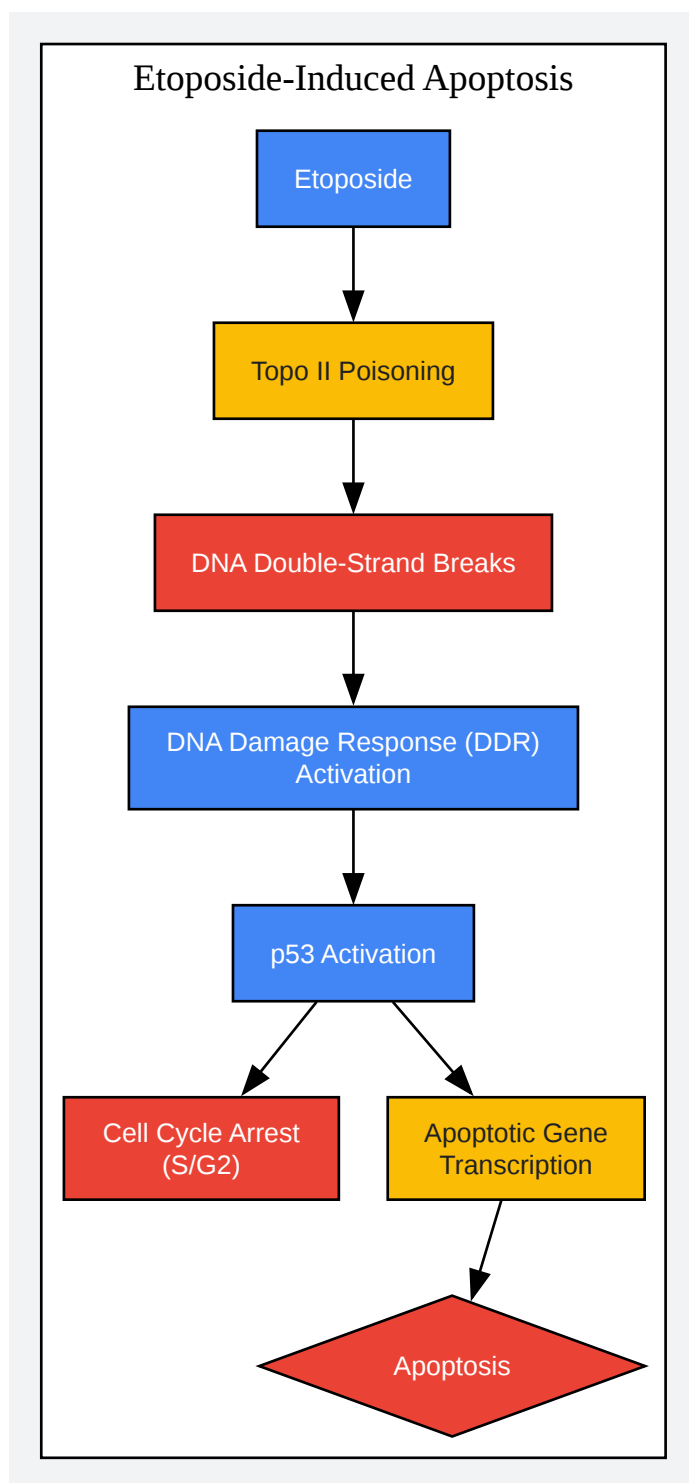 Etoposide-Induced Apoptosis
Etoposide
Topo II Poisoning
DNA Double-Strand Breaks
DNA Damage Response (DDR)
Activation
p53 Activation
Cell Cycle Arrest
(S/G2)
Apoptotic Gene
Transcription
Apoptosis